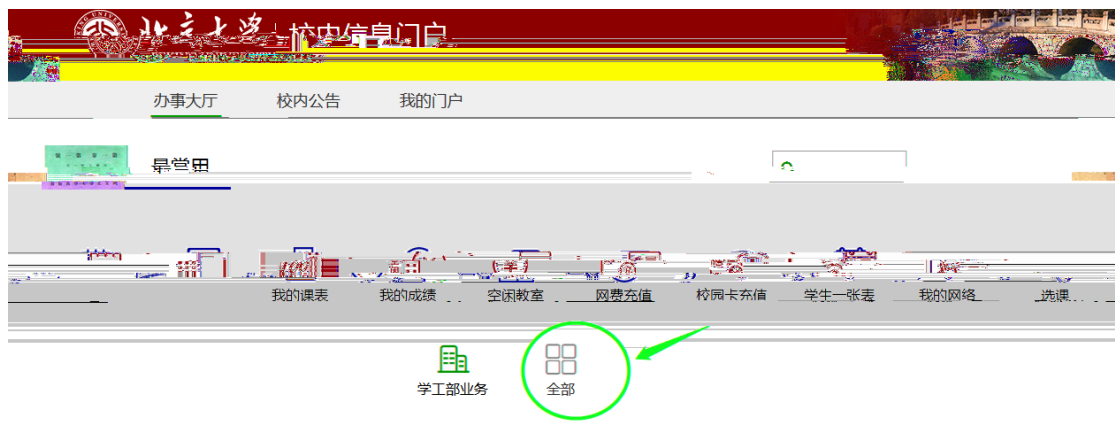 北京大学 校内信息门户
办事大厅 校内公告 我的门户
最常用
我的课表 我的成绩 空闲教室 网费充值 校园卡充值 学生一张表 我的网络 选课
学工部业务 全部